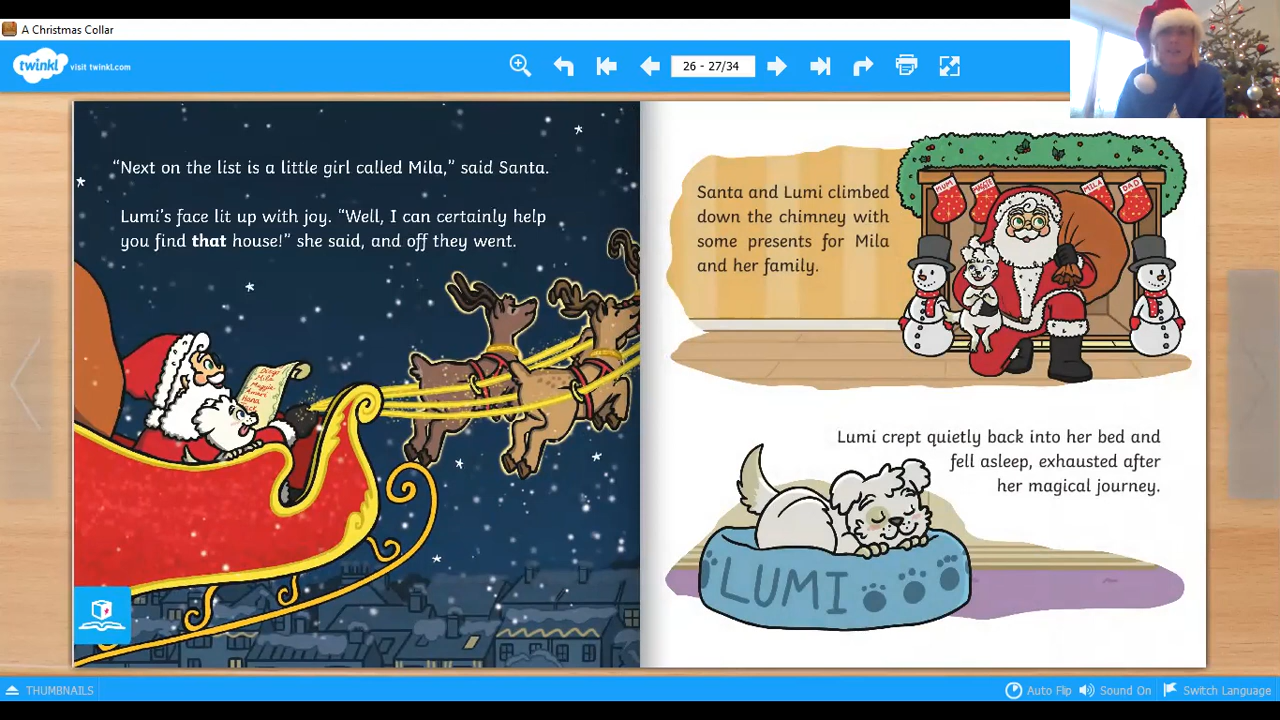 A Christmas Collar
twinkl visit twinkl.com
26 - 27/34
“Next on the list is a little girl called Mila,” said Santa.
Lumi’s face lit up with joy. “Well, I can certainly help
you find that house!” she said, and off they went.
Santa and Lumi climbed
down the chimney with
some presents for Mila
and her family.
MUM
MILA
DAD
Lumi crept quietly back into her bed and
fell asleep, exhausted after
her magical journey.
LUMI
THUMBNAILS
Auto Flip
Sound On
Switch Language